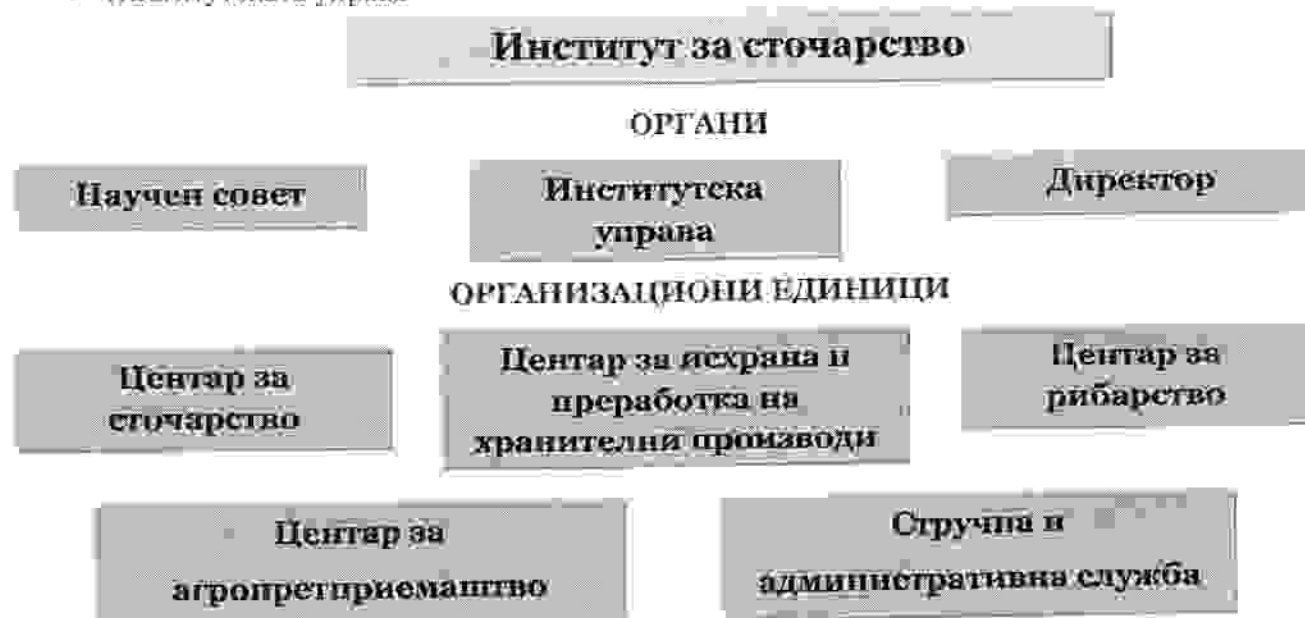 Институт за сточарство
ОРГАНИ
Научен совет
Институтска
управа
Директор
ОРГАНИЗАЦИОНИ ЕДИНИЦИ
Центар за
сточарство
Центар за исхрана и
преработка на
хранителни производи
Центар за
рибарство
Центар за
агропретприемаштво
Стручна и
административна служба